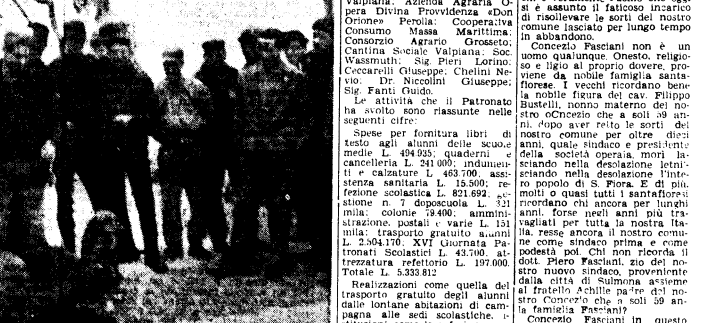 Valpiana: Azienda Agraria O-
pera Divina Provvidenza «Don
Orione» Perolla: Cooperativa
Consumo Massa Marittima;
Consorzio Agrario Grosseto;
Cantina Sociale Valpiana; Soc.
Wassmuth; Sig. Pieri Lorino;
Ceccarelli Giuseppe; Chelini Ne-
vio; Dr. Niccolini Giuseppe;
Sig. Fanti Guido.
Le attività che il Patronato
ha svolto sono riassunte nelle
seguenti cifre:
Spese per fornitura libri di
testo agli alunni delle scuole
medie L. 494.935; quaderni e
cancelleria L. 241.000; indumen-
ti e calzature L. 463.700; assi-
stenza sanitaria L. 15.500; re-
fezione scolastica L. 821.692; ge-
stione n. 7 doposcuola L. 321
mila; colonie 79.400; ammini-
strazione, postali e varie L. 151
mila; trasporto gratuito alunni
L. 2.504.170; XVI Giornata Pa-
tronati Scolastici L. 43.700, at-
trezzatura refettorio L. 197.000.
Totale L. 5.333.812
Realizzazioni come quella del
trasporto gratuito degli alunni
dalle lontane abitazioni di cam-
pagna alle sedi scolastiche,
si è assunto il faticoso incarico
di risollevare le sorti del nostro
comune lasciato per lungo tempo
in abbandono.
Concezio Fasciani non è un
uomo qualunque. Onesto, religio-
so e ligio al proprio dovere, pro-
viene da nobile famiglia santa-
fiorese. I vecchi ricordano bene
la nobile figura del cav. Filippo
Bustelli, nonno materno del no-
stro oCncezio che a soli 59 an-
ni, dopo aver retto le sorti del
nostro comune per oltre dieci
anni, quale sindaco e presidente
della società operaia, morì la-
sciando nella desolazione letni-
sciando nella desolazione l'inte-
ro popolo di S. Fiora. E di più,
molti o quasi tutti i santafioresi
ricordano chi ancora per lunghi
anni, forse negli anni più tra-
vagliati per tutta la nostra Ita-
lia, resse ancora il nostro comu-
ne come sindaco prima e come
podestà poi. Chi non ricorda il
dott. Piero Fasciani, zio del no-
stro nuovo sindaco, proveniente
dalla città di Sulmona assieme
al fratello Achille padre del no-
stro Concezio che a soli 59 an-
la famiglia Fasciani?
Concezio Fasciani in questo